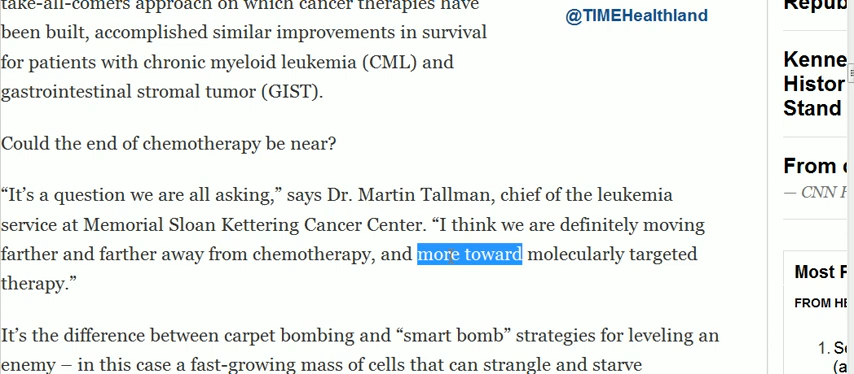 take-all-comers approach on which cancer therapies have
been built, accomplished similar improvements in survival
for patients with chronic myeloid leukemia (CML) and
gastrointestinal stromal tumor (GIST).
Could the end of chemotherapy be near?
“It’s a question we are all asking,” says Dr. Martin Tallman, chief of the leukemia
service at Memorial Sloan Kettering Cancer Center. “I think we are definitely moving
farther and farther away from chemotherapy, and more toward molecularly targeted
therapy.”
It’s the difference between carpet bombing and “smart bomb” strategies for leveling an
enemy – in this case a fast-growing mass of cells that can strangle and starve
@TIMEHealthland
Repub
Kenne
Histor
Stand
From
— CNN
Most F
FROM HE
1. Se
(a